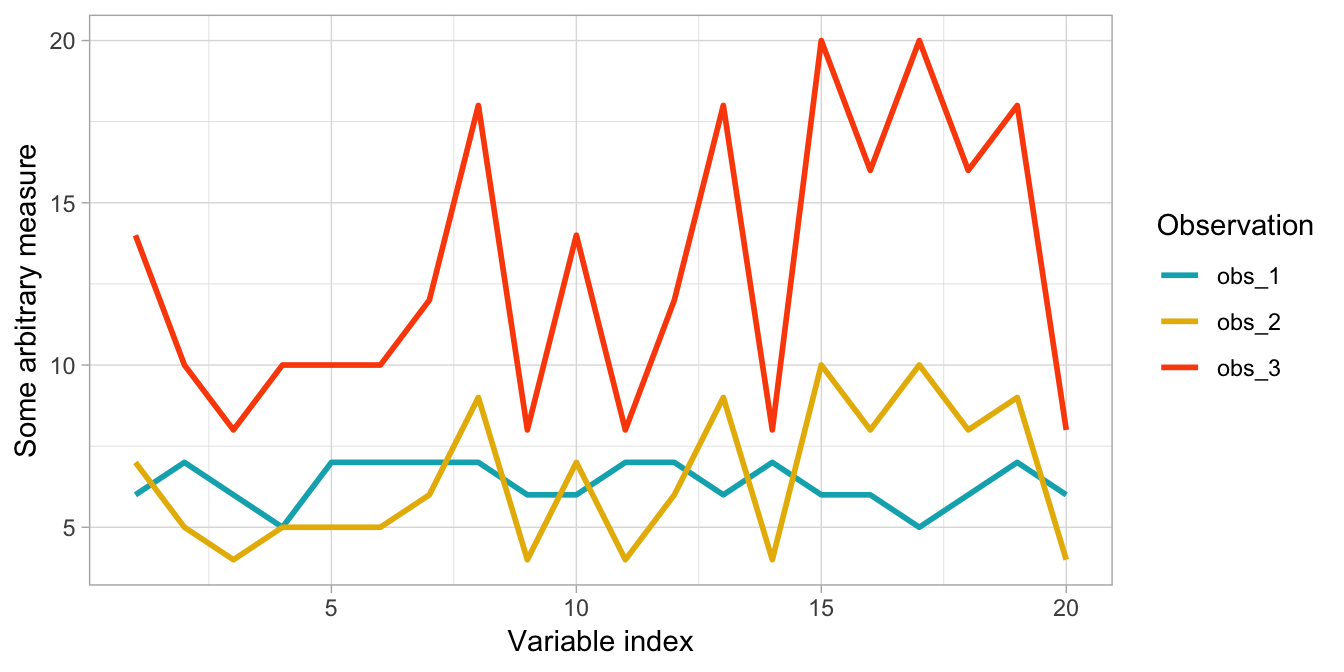 Some arbitrary measure
20
15
10
5
5 10 15 20
Variable index
Observation
obs_1
obs_2
obs_3